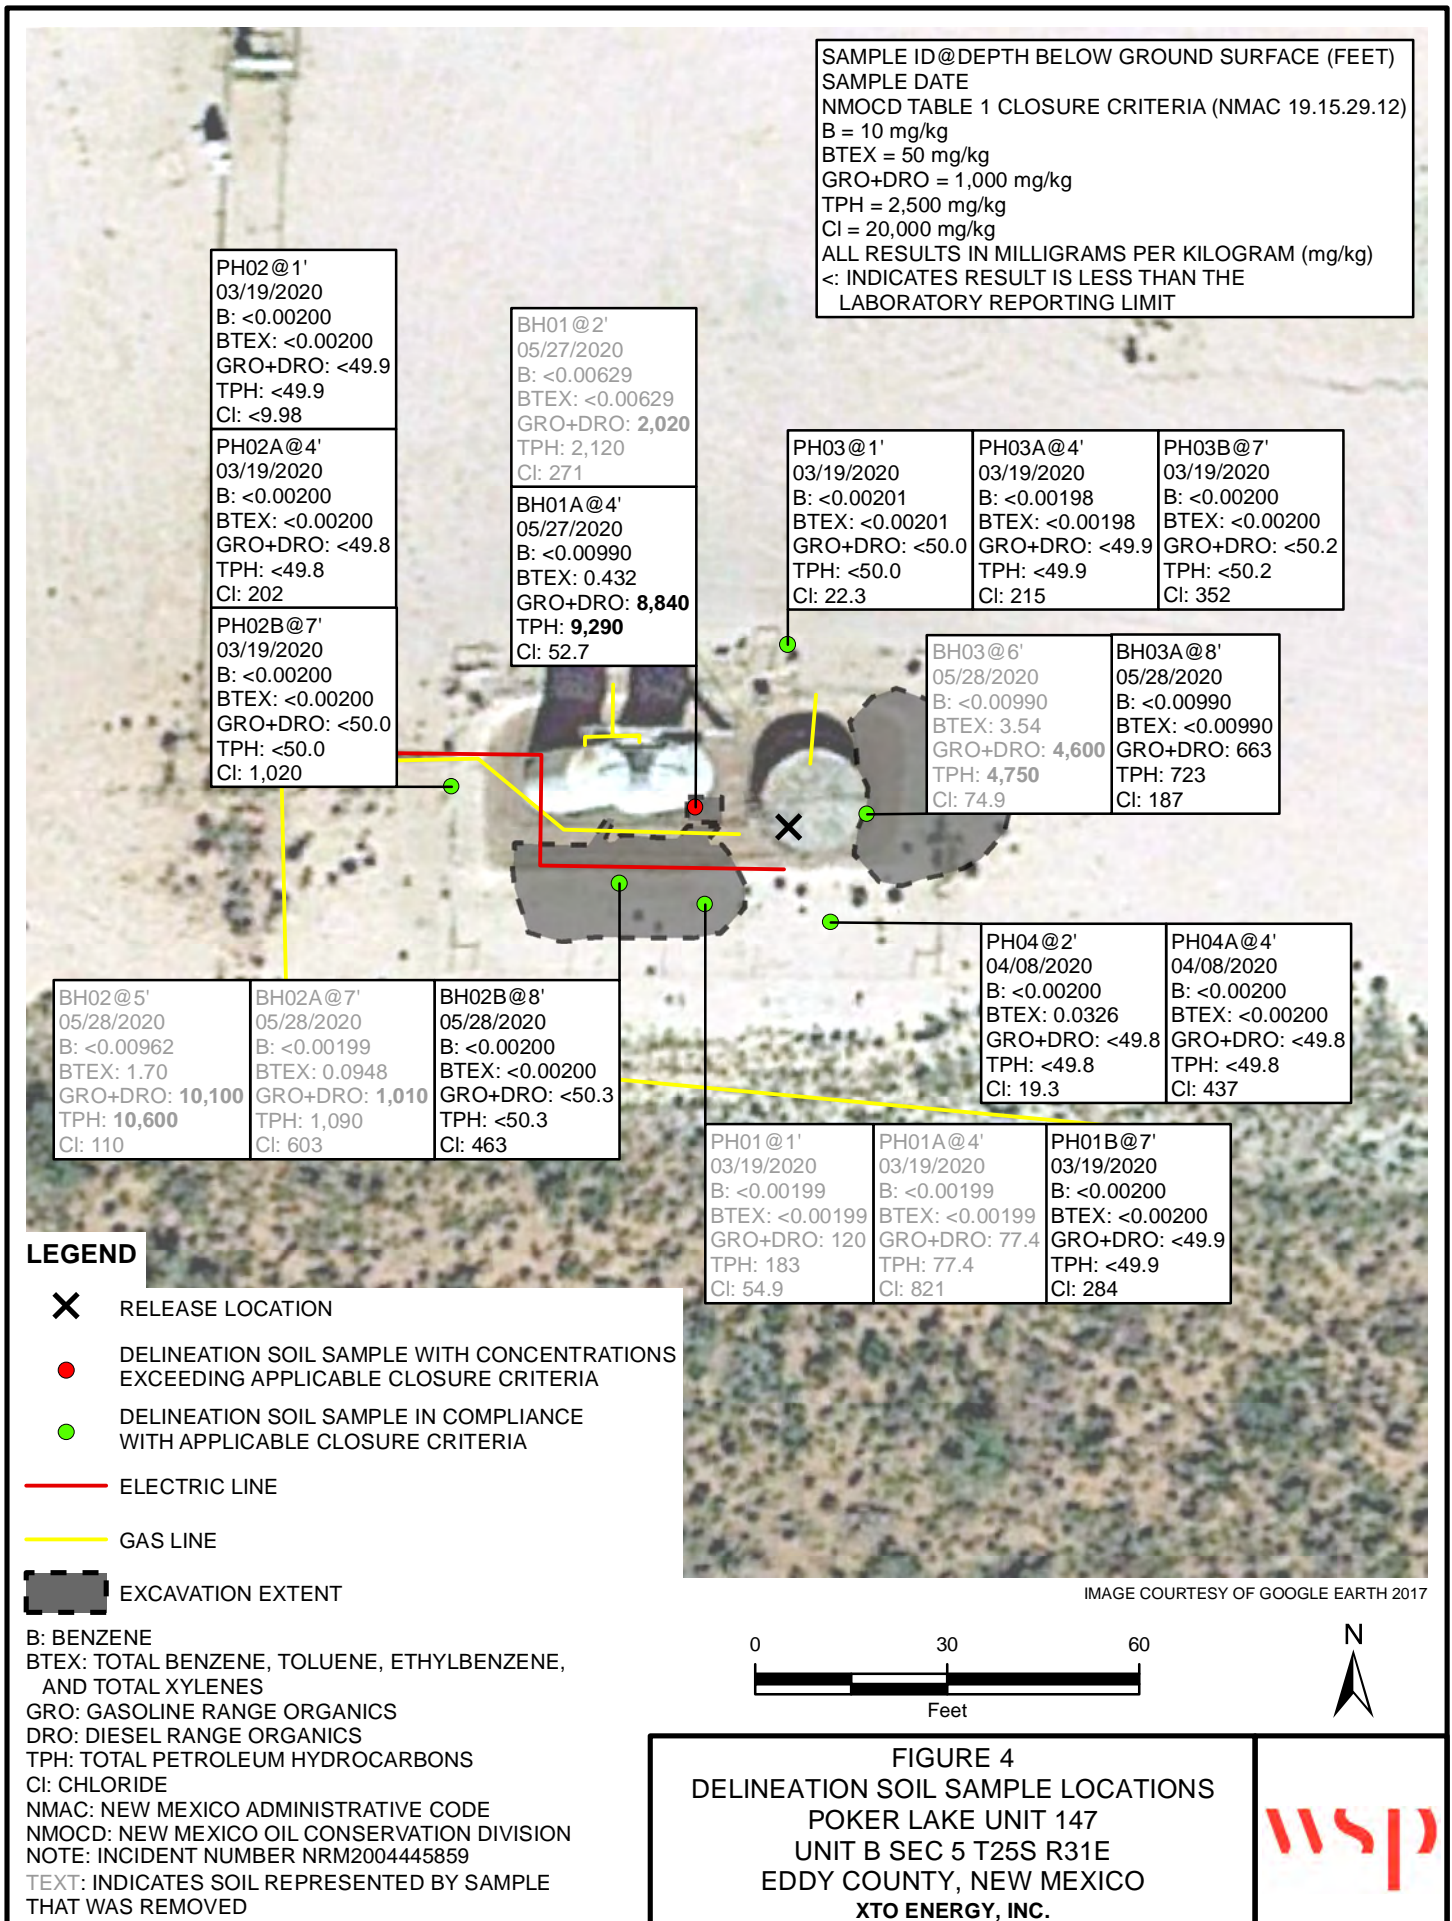 SAMPLE ID@DEPTH BELOW GROUND SURFACE (FEET)
SAMPLE DATE
NMOCD TABLE 1 CLOSURE CRITERIA (NMAC 19.15.29.12)
B = 10 mg/kg
BTEX = 50 mg/kg
GRO+DRO = 1,000 mg/kg
TPH = 2,500 mg/kg
Cl = 20,000 mg/kg
ALL RESULTS IN MILLIGRAMS PER KILOGRAM (mg/kg)
<: INDICATES RESULT IS LESS THAN THE
LABORATORY REPORTING LIMIT
PH02@1'
03/19/2020
B: <0.00200
BTEX: <0.00200
GRO+DRO: <49.9
TPH: <49.9
Cl: <9.98
PH02A@4'
03/19/2020
B: <0.00200
BTEX: <0.00200
GRO+DRO: <49.8
TPH: <49.8
Cl: 202
PH02B@7'
03/19/2020
B: <0.00200
BTEX: <0.00200
GRO+DRO: <50.0
TPH: <50.0
Cl: 1,020
BH01@2'
05/27/2020
B: <0.00629
BTEX: <0.00629
GRO+DRO: 2,020
TPH: 2,120
Cl: 271
BH01A@4'
05/27/2020
B: <0.00990
BTEX: 0.432
GRO+DRO: 8,840
TPH: 9,290
Cl: 52.7
PH03@1'
03/19/2020
B: <0.00201
BTEX: <0.00201
GRO+DRO: <50.0
TPH: <50.0
Cl: 22.3
PH03A@4'
03/19/2020
B: <0.00198
BTEX: <0.00198
GRO+DRO: <49.9
TPH: <49.9
Cl: 215
PH03B@7'
03/19/2020
B: <0.00200
BTEX: <0.00200
GRO+DRO: <50.2
TPH: <50.2
Cl: 352
BH03@6'
05/28/2020
B: <0.00990
BTEX: 3.54
GRO+DRO: 4,600
TPH: 4,750
Cl: 74.9
BH03A@8'
05/28/2020
B: <0.00990
BTEX: <0.00990
GRO+DRO: 663
TPH: 723
Cl: 187
PH04@2'
04/08/2020
B: <0.00200
BTEX: 0.0326
GRO+DRO: <49.8
TPH: <49.8
Cl: 19.3
PH04A@4'
04/08/2020
B: <0.00200
BTEX: <0.00200
GRO+DRO: <49.8
TPH: <49.8
Cl: 437
BH02@5'
05/28/2020
B: <0.00962
BTEX: 1.70
GRO+DRO: 10,100
TPH: 10,600
Cl: 110
BH02A@7'
05/28/2020
B: <0.00199
BTEX: 0.0948
GRO+DRO: 1,010
TPH: 1,090
Cl: 603
BH02B@8'
05/28/2020
B: <0.00200
BTEX: <0.00200
GRO+DRO: <50.3
TPH: <50.3
Cl: 463
PH01@1'
03/19/2020
B: <0.00199
BTEX: <0.00199
GRO+DRO: 120
TPH: 183
Cl: 54.9
PH01A@4'
03/19/2020
B: <0.00199
BTEX: <0.00199
GRO+DRO: 77.4
TPH: 77.4
Cl: 821
PH01B@7'
03/19/2020
B: <0.00200
BTEX: <0.00200
GRO+DRO: <49.9
TPH: <49.9
Cl: 284
LEGEND
RELEASE LOCATION
DELINEATION SOIL SAMPLE WITH CONCENTRATIONS
EXCEEDING APPLICABLE CLOSURE CRITERIA
DELINEATION SOIL SAMPLE IN COMPLIANCE
WITH APPLICABLE CLOSURE CRITERIA
ELECTRIC LINE
GAS LINE
EXCAVATION EXTENT
IMAGE COURTESY OF GOOGLE EARTH 2017
B: BENZENE
BTEX: TOTAL BENZENE, TOLUENE, ETHYLBENZENE,
AND TOTAL XYLENES
GRO: GASOLINE RANGE ORGANICS
DRO: DIESEL RANGE ORGANICS
TPH: TOTAL PETROLEUM HYDROCARBONS
Cl: CHLORIDE
NMAC: NEW MEXICO ADMINISTRATIVE CODE
NMOCD: NEW MEXICO OIL CONSERVATION DIVISION
NOTE: INCIDENT NUMBER NRM2004445859
TEXT: INDICATES SOIL REPRESENTED BY SAMPLE
THAT WAS REMOVED
0 30 60
Feet
N
FIGURE 4
DELINEATION SOIL SAMPLE LOCATIONS
POKER LAKE UNIT 147
UNIT B SEC 5 T25S R31E
EDDY COUNTY, NEW MEXICO
XTO ENERGY, INC.
wsp